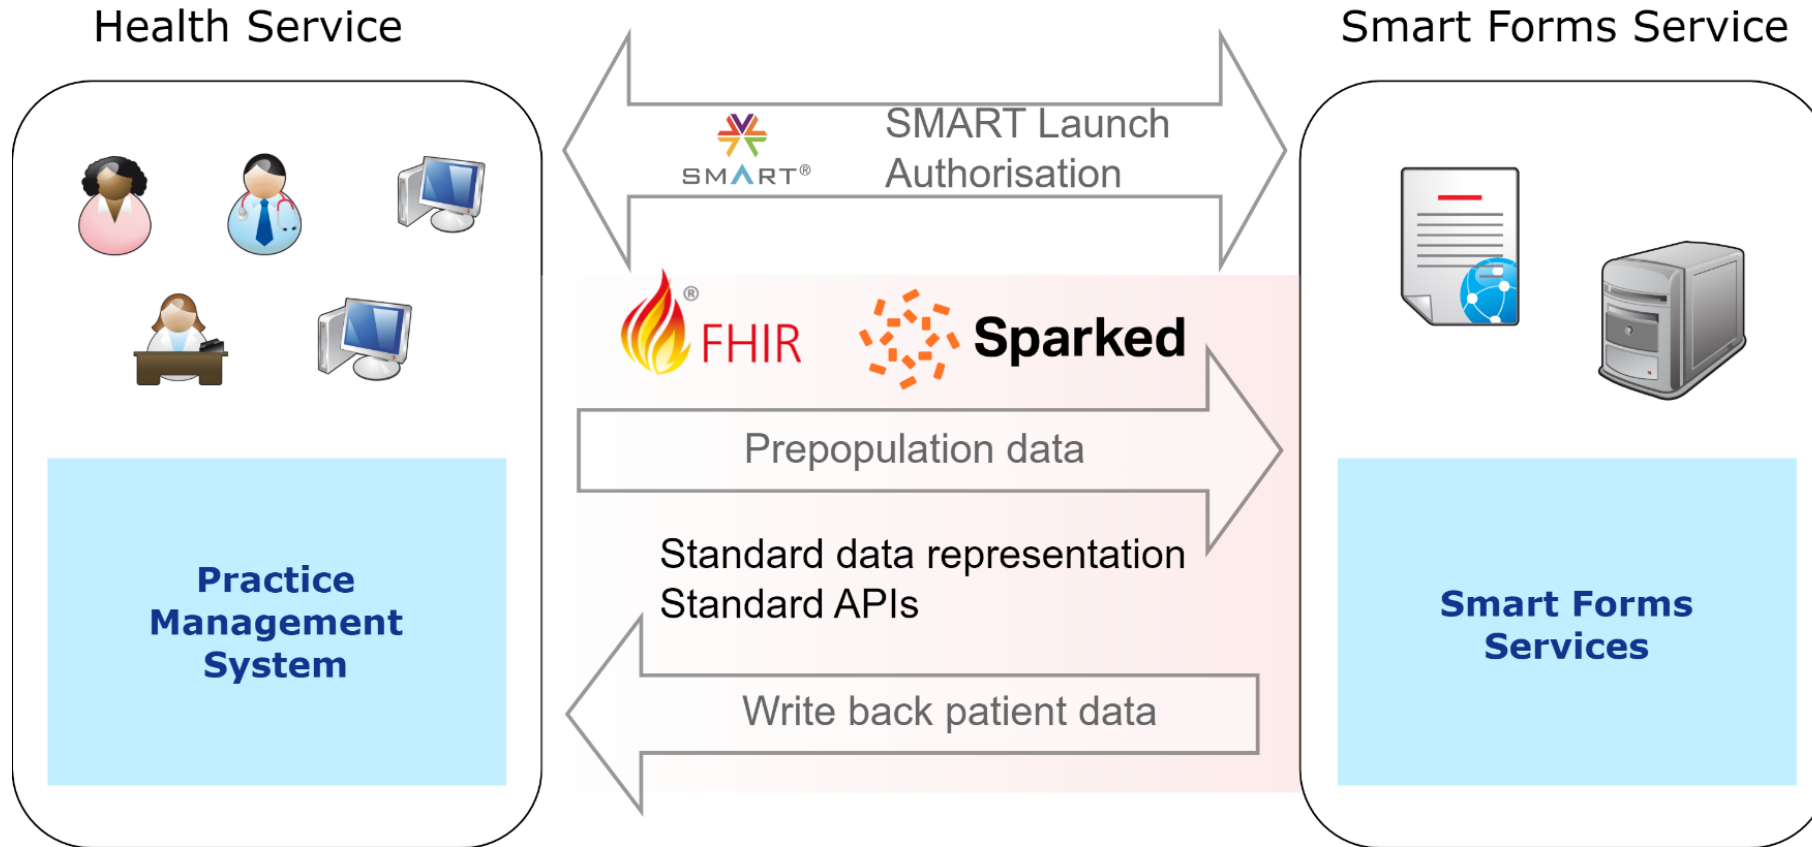 Health Service
Smart Forms Service
SMART Launch
Authorisation
SMART®
FHIR®
Sparked
Prepopulation data
Standard data representation
Standard APIs
Write back patient data
Practice
Management
System
Smart Forms
Services